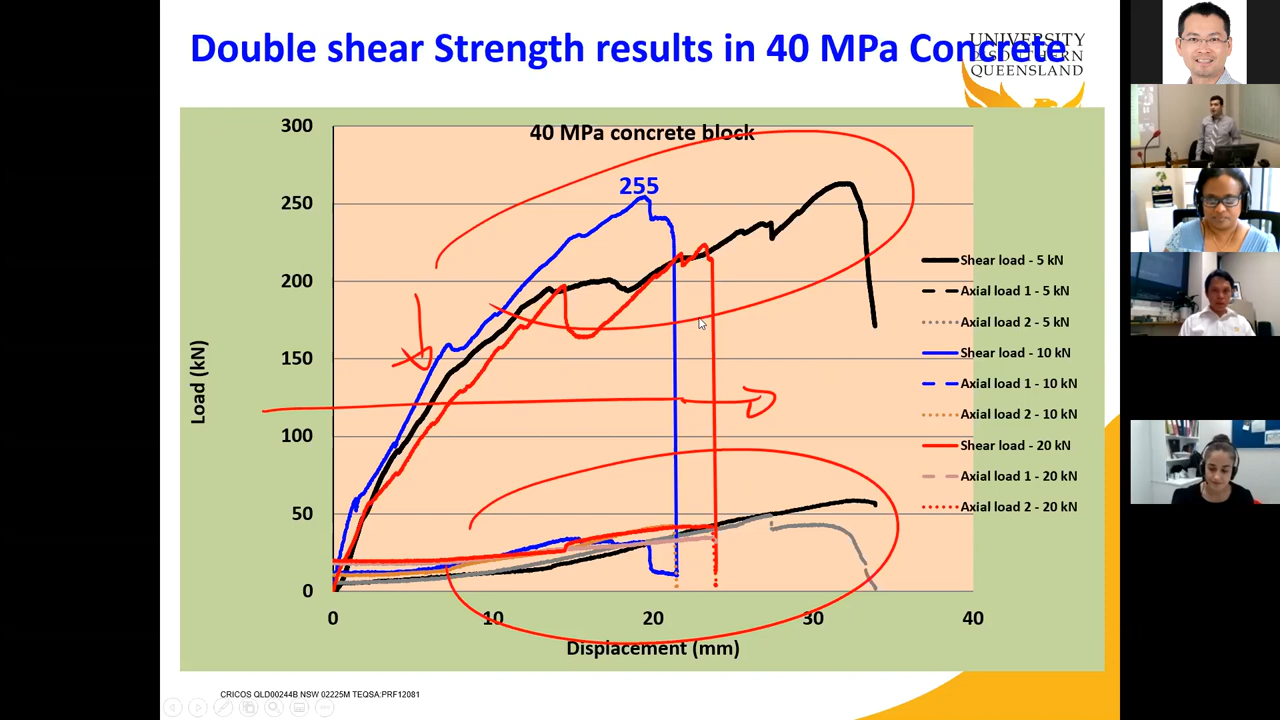 Double shear Strength results in 40 MPa Concrete
UNIVERSITY
OF SOUTHERN
QUEENSLAND
40 MPa concrete block
300
250
200
150
100
50
0
255
Load (kN)
Shear load - 5 kN
Axial load 1 - 5 kN
Axial load 2 - 5 kN
Shear load - 10 kN
Axial load 1 - 10 kN
Axial load 2 - 10 kN
Shear load - 20 kN
Axial load 1 - 20 kN
Axial load 2 - 20 kN
0 10 20 30 40
Displacement (mm)
CRICOS QLD00244B NSW 02225M TEQSA:PRF12081